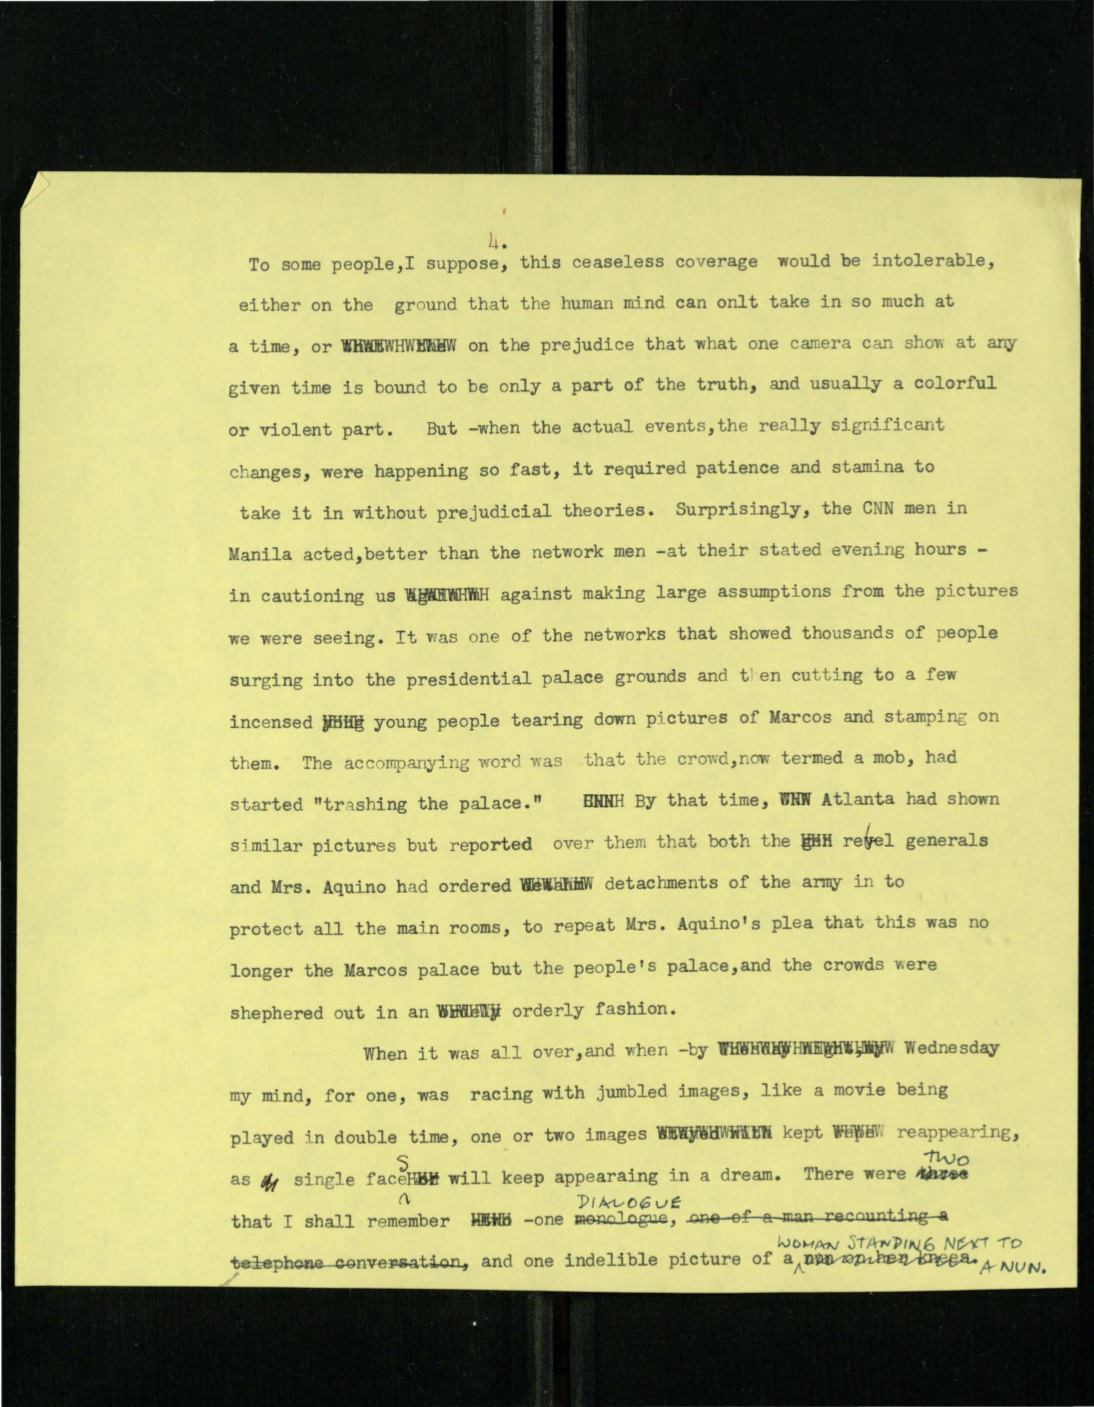 4.
To some people,I suppose, this ceaseless coverage would be intolerable,
either on the ground that the human mind can onlt take in so much at
a time, or on the prejudice that what one camera can show at any
given time is bound to be only a part of the truth, and usually a colorful
or violent part. But -when the actual events,the really significant
changes, were happening so fast, it required patience and stamina to
take it in without prejudicial theories. Surprisingly, the CNN men in
Manila acted,better than the network men -at their stated evening hours -
in cautioning us against making large assumptions from the pictures
we were seeing. It was one of the networks that showed thousands of people
surging into the presidential palace grounds and then cutting to a few
incensed young people tearing down pictures of Marcos and stamping on
them. The accompanying word was that the crowd,now termed a mob, had
started "trashing the palace." By that time, Atlanta had shown
similar pictures but reported over them that both the rebel generals
and Mrs. Aquino had ordered detachments of the army in to
protect all the main rooms, to repeat Mrs. Aquino's plea that this was no
longer the Marcos palace but the people's palace,and the crowds were
shephered out in an orderly fashion.
When it was all over,and when -by Wednesday
my mind, for one, was racing with jumbled images, like a movie being
played in double time, one or two images kept reappearing,
as single faces will keep appearaing in a dream. There were three TWO
that I shall remember -one monologue, DIALOGUE one of a man recounting a
telephone conversation, and one indelible picture of a nun on her knees. WOMAN STANDING NEXT TO
A NUN.